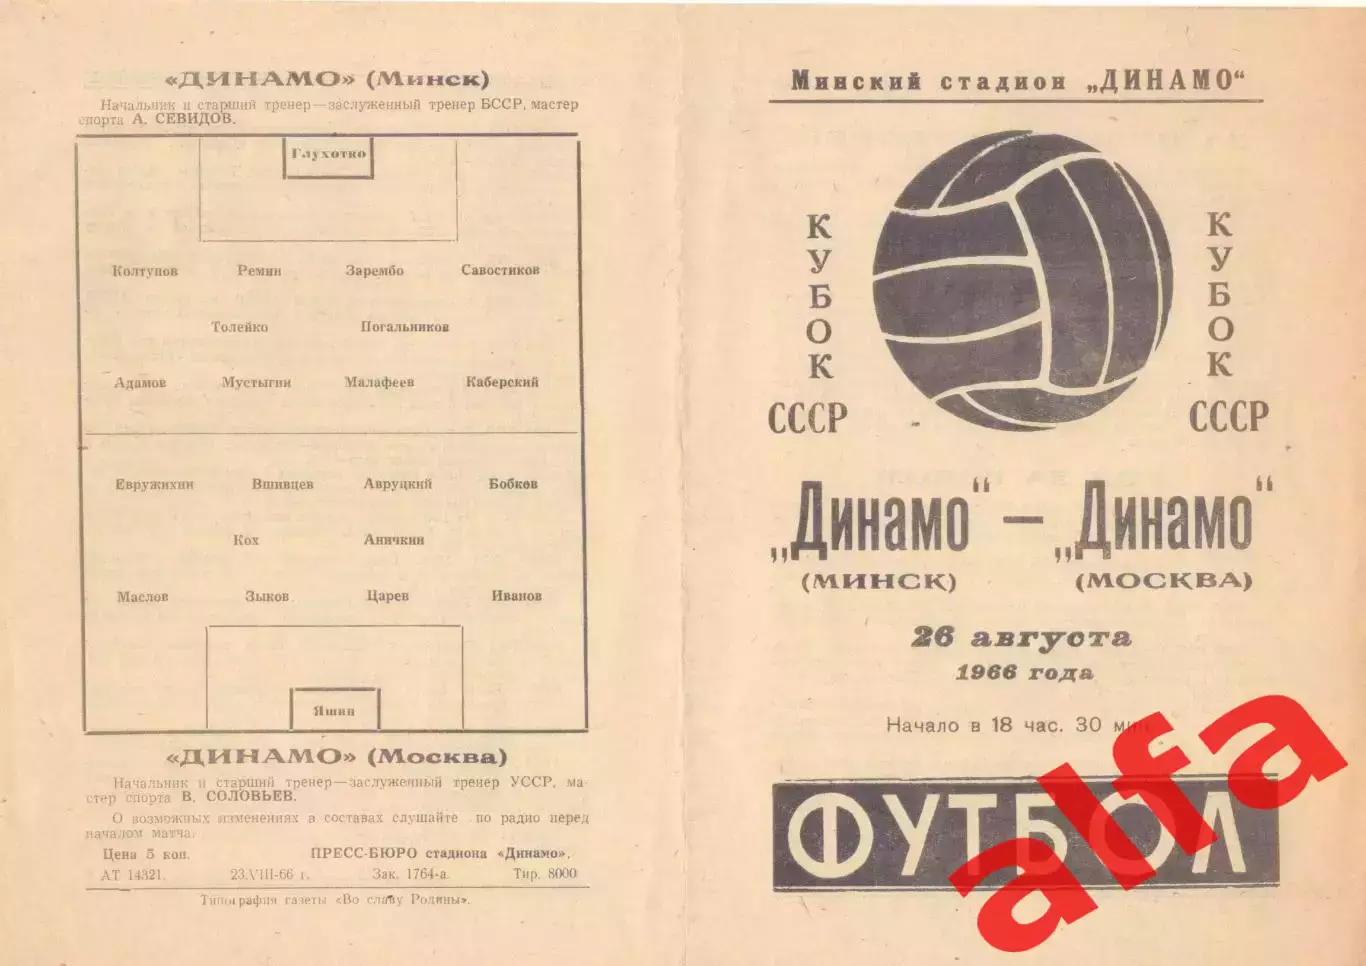 «ДИНАМО» (Минск)
Начальник и старший тренер—заслуженный тренер БССР, мастер
спорта А. СЕВИДОВ.
Глухотко
Колтунов Ремин Зарембо Савостиков
Толейко Погальников
Адамов Мустыгин Малафеев Каберский
Еврружихин Вшивцев Авруцкий Бобков
Кох Аничкин
Маслов Зыков Царев Иванов
Яшин
«ДИНАМО» (Москва)
Начальник и старший тренер—заслуженный тренер УССР, ма-
стер спорта В. СОЛОВЬЕВ.
О возможных изменениях в составах слушайте по радио перед
началом матча.
Цена 5 коп. ПРЕСС-БЮРО стадиона «Динамо».
АТ 14321. 23.VIII-66 г. Зак. 1764-а. Тир. 8000
Типография газеты «Во славу Родины».
Минский стадион „ДИНАМО“
КУБОК
СССР
КУБОК
СССР
„Динамо“ — „Динамо“
(МИНСК) (МОСКВА)
26 августа
1966 года
Начало в 18 час. 30 мин.
ФУТБОЛ
alfa